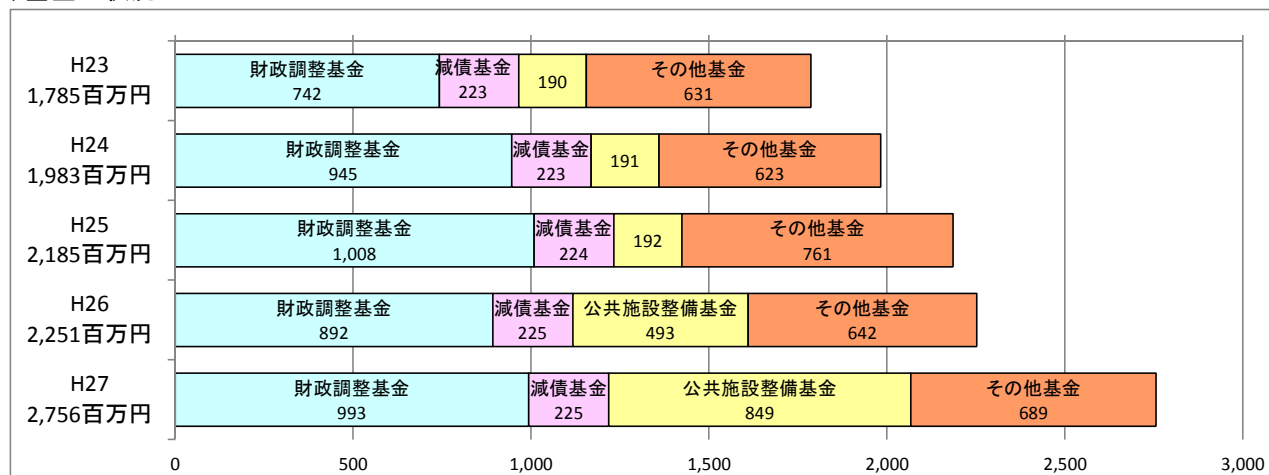 H23
1,785百万円
財政調整基金
742
減債基金
223
190
その他基金
631
H24
1,983百万円
財政調整基金
945
減債基金
223
191
その他基金
623
H25
2,185百万円
財政調整基金
1,008
減債基金
224
192
その他基金
761
H26
2,251百万円
財政調整基金
892
減債基金
225
公共施設整備基金
493
その他基金
642
H27
2,756百万円
財政調整基金
993
減債基金
225
公共施設整備基金
849
その他基金
689
0 500 1,000 1,500 2,000 2,500 3,000